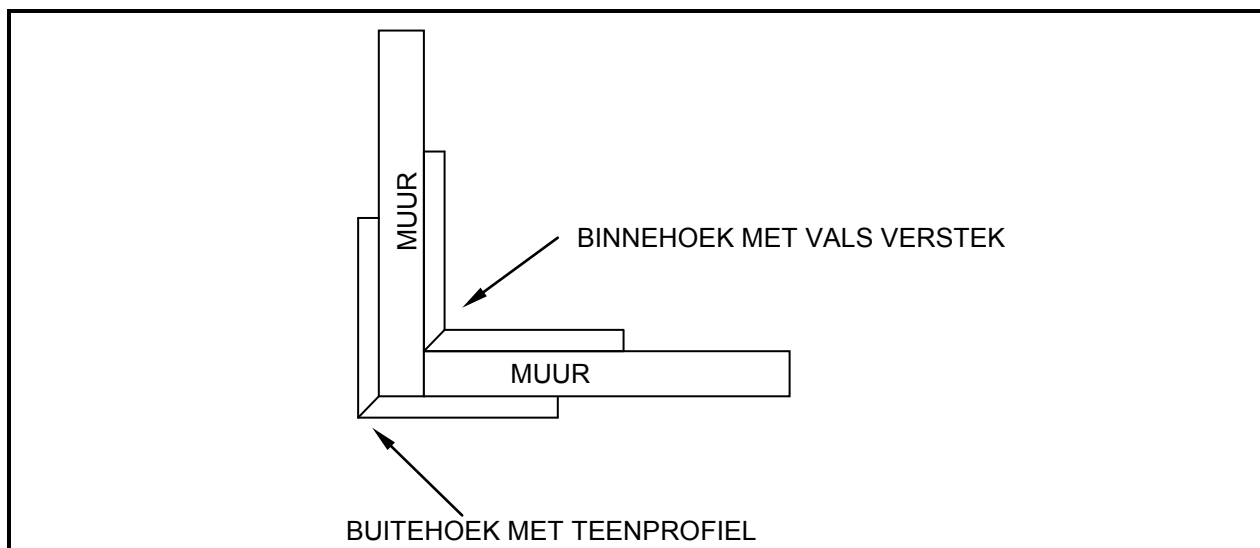 MUUR
BINNEHOEK MET VALS VERSTEK
MUUR
BUITEHOEK MET TEENPROFIEL